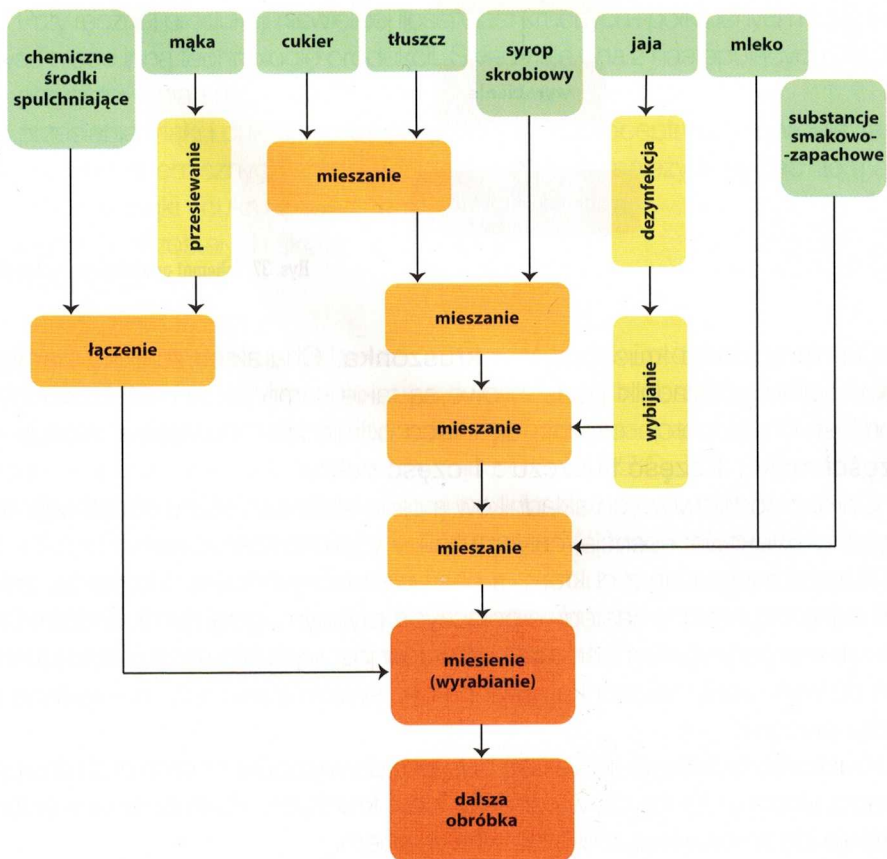 chemiczne
środki
spulchniające
mąka
cukier
tłuszcz
syrop
skrobiowy
jaja
mleko
substancje
smakowo-
-zapachowe
przesiewanie
mieszanie
dezynfekcja
łączenie
mieszanie
wybijanie
mieszanie
mieszanie
miesienie
(wyrabianie)
dalsza
obróbka